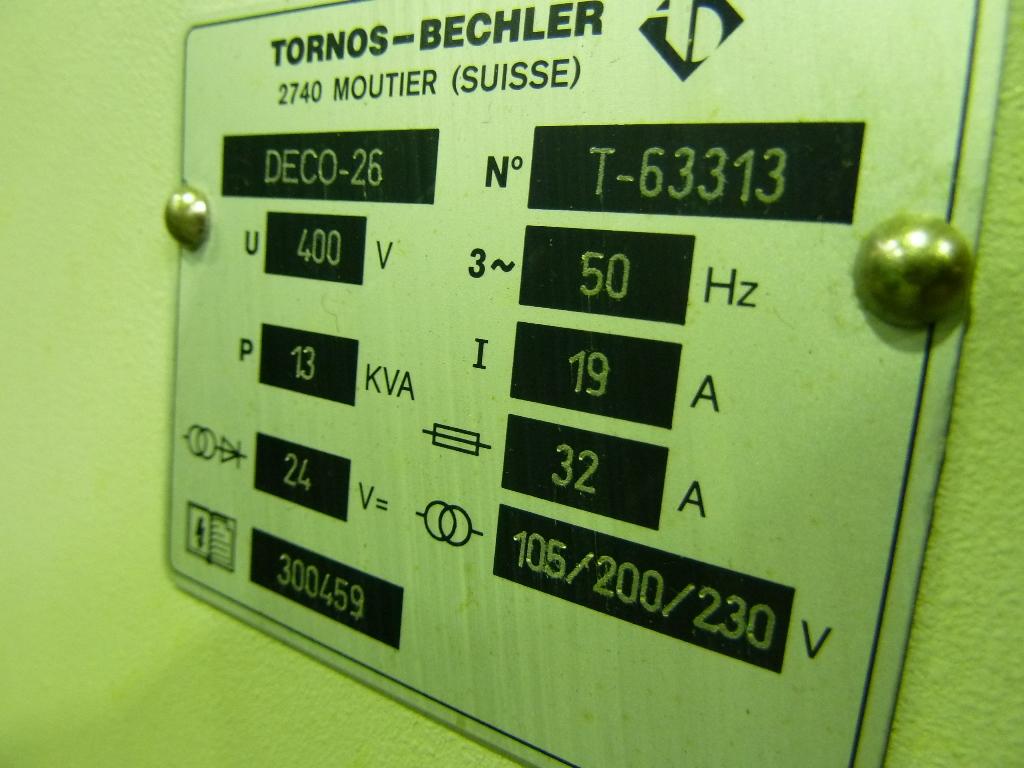 TORNOS-BECHLER
2740 MOUTIER (SUISSE)
DECO-26 N° T-63313
U 400 V 3~ 50 Hz
P 13 KVA I 19 A
32 A
24 V=
105/200/230 V
300459